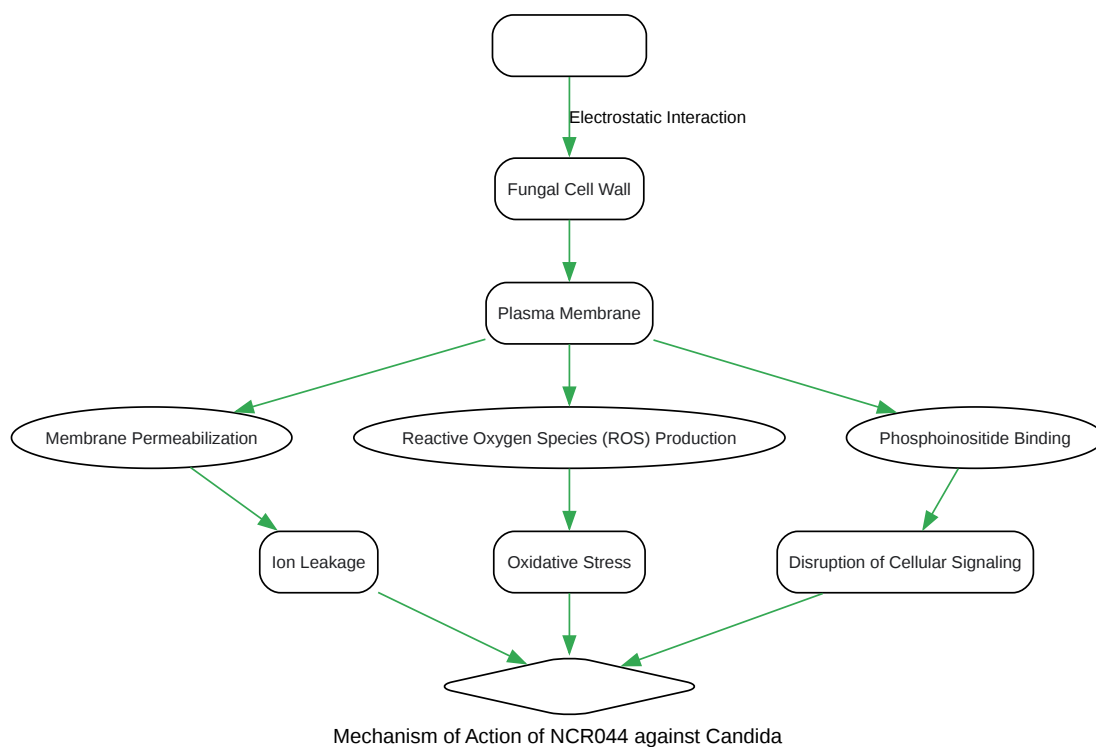 Electrostatic Interaction
Fungal Cell Wall
Plasma Membrane
Membrane Permeabilization
Reactive Oxygen Species (ROS) Production
Phosphoinositide Binding
Ion Leakage
Oxidative Stress
Disruption of Cellular Signaling
Mechanism of Action of NCR044 against Candida